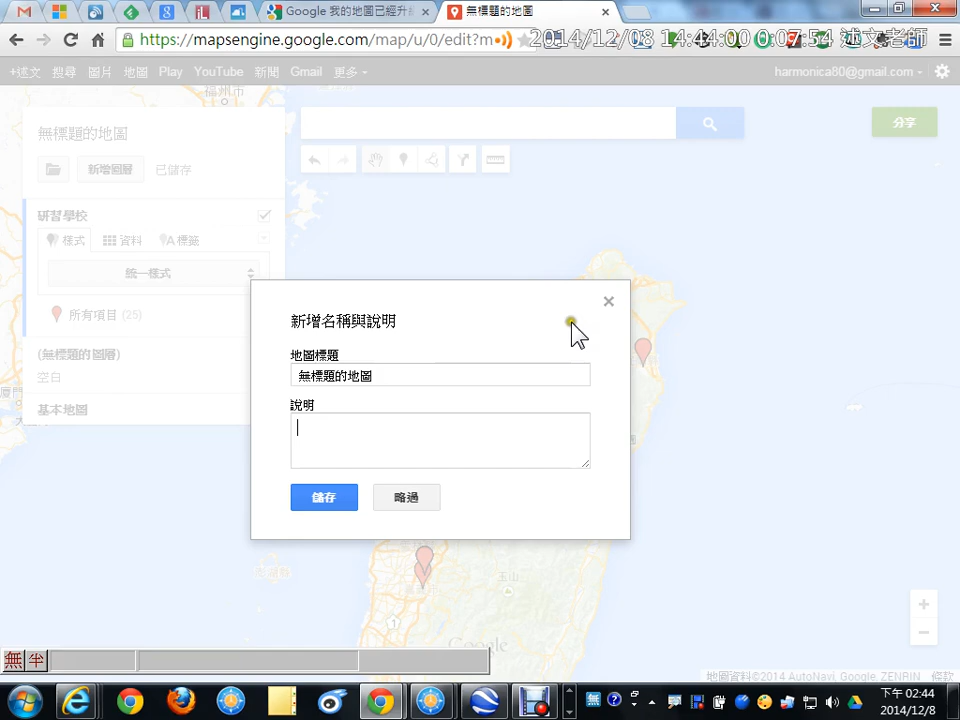 Google 我的地圖已經升級
無標題的地圖
https://mapsengine.google.com/map/u/0/edit?m
2014/12/08 14:44:00 0:07:54 述文老師
+述文 搜尋 圖片 地圖 Play YouTube 新聞 Gmail 更多
harmonica80@gmail.com
福州市
無標題的地圖
分享
新增圖層 已儲存
研習學校
樣式 資料 標籤
統一樣式
所有項目 (25)
(無標題的圖層)
空白
基本地圖
新增名稱與說明
地圖標題
無標題的地圖
說明
儲存 略過
玉山
Google
無 半
地圖資料©2014 AutoNavi, Google, ZENRIN 條款
下午 02:44
2014/12/8